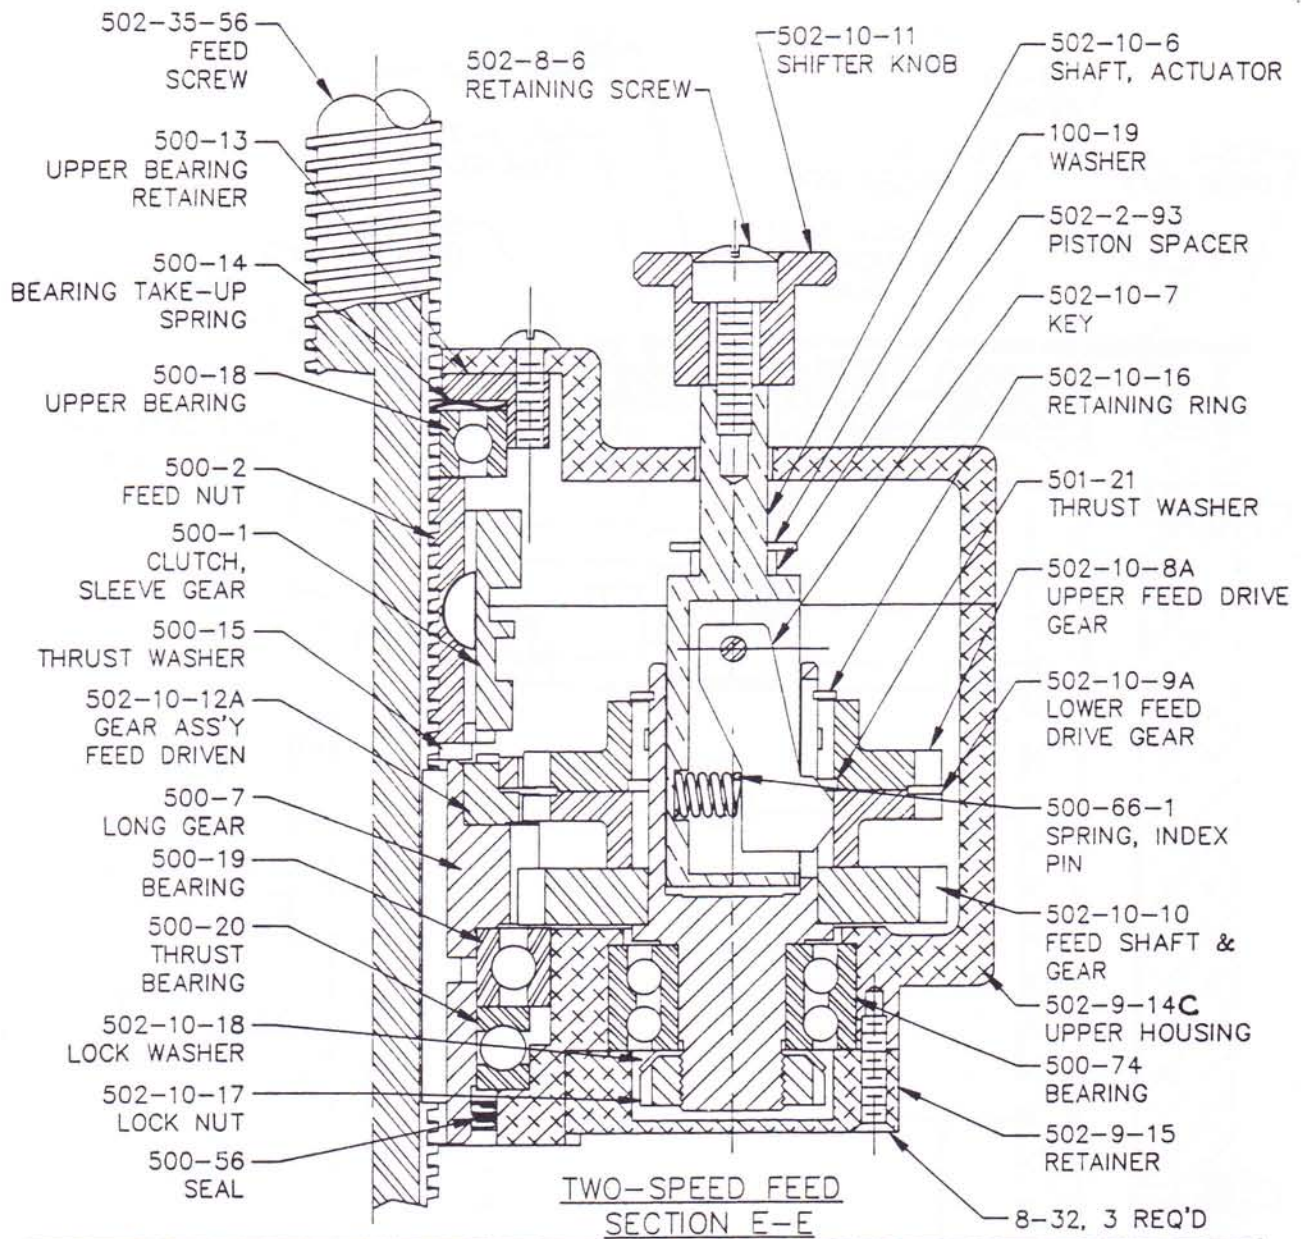 502-35-56
FEED
SCREW
500-13
UPPER BEARING
RETAINER
500-14
BEARING TAKE-UP
SPRING
500-18
UPPER BEARING
500-2
FEED NUT
500-1
CLUTCH,
SLEEVE GEAR
500-15
THRUST WASHER
502-10-12A
GEAR ASS'Y
FEED DRIVEN
500-7
LONG GEAR
500-19
BEARING
500-20
THRUST
BEARING
502-10-18
LOCK WASHER
502-10-17
LOCK NUT
500-56
SEAL
502-8-6
RETAINING SCREW
502-10-11
SHIFTER KNOB
502-10-6
SHAFT, ACTUATOR
100-19
WASHER
502-2-93
PISTON SPACER
502-10-7
KEY
502-10-16
RETAINING RING
501-21
THRUST WASHER
502-10-8A
UPPER FEED DRIVE
GEAR
502-10-9A
LOWER FEED
DRIVE GEAR
500-66-1
SPRING, INDEX
PIN
502-10-10
FEED SHAFT &
GEAR
502-9-14C
UPPER HOUSING
500-74
BEARING
502-9-15
RETAINER
8-32, 3 REQ'D
TWO-SPEED FEED
SECTION E-E